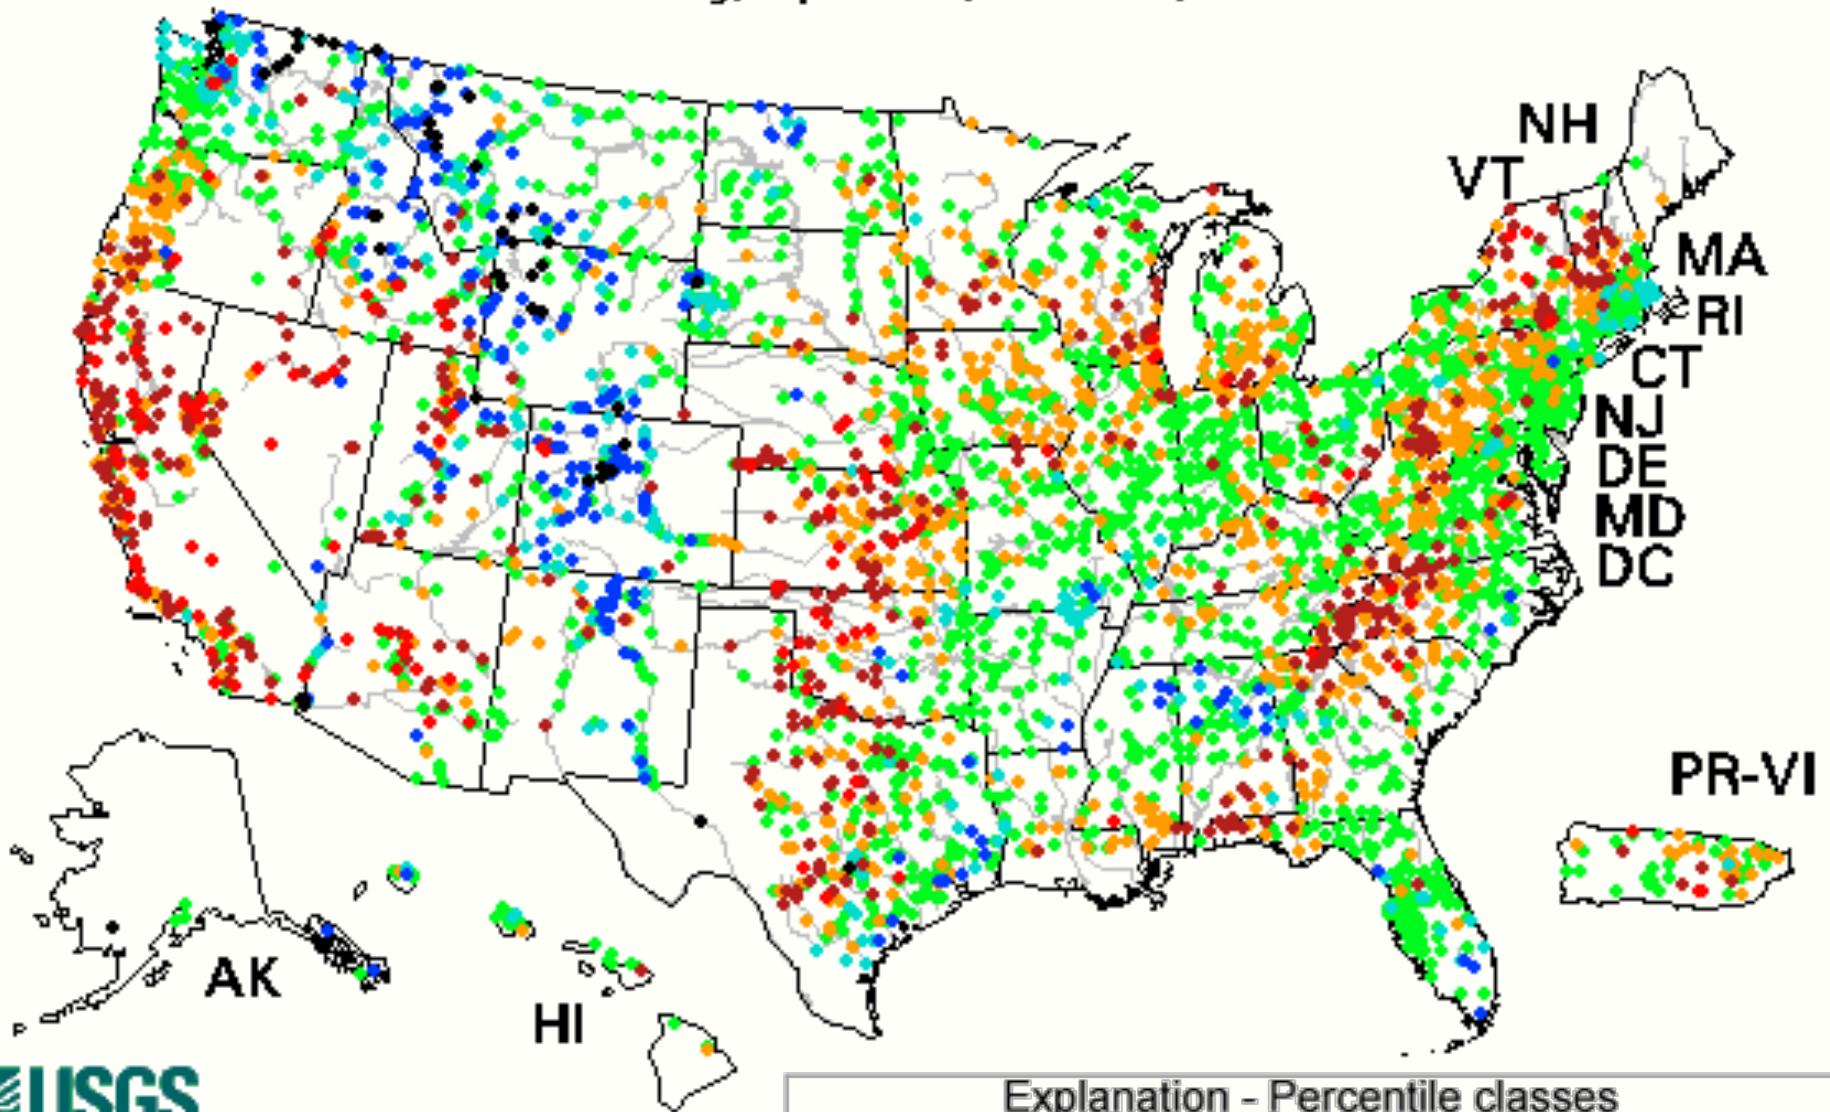 NH
VT
MA
RI
CT
NJ
DE
MD
DC
PR-VI
AK
HI
USGS
Explanation - Percentile classes